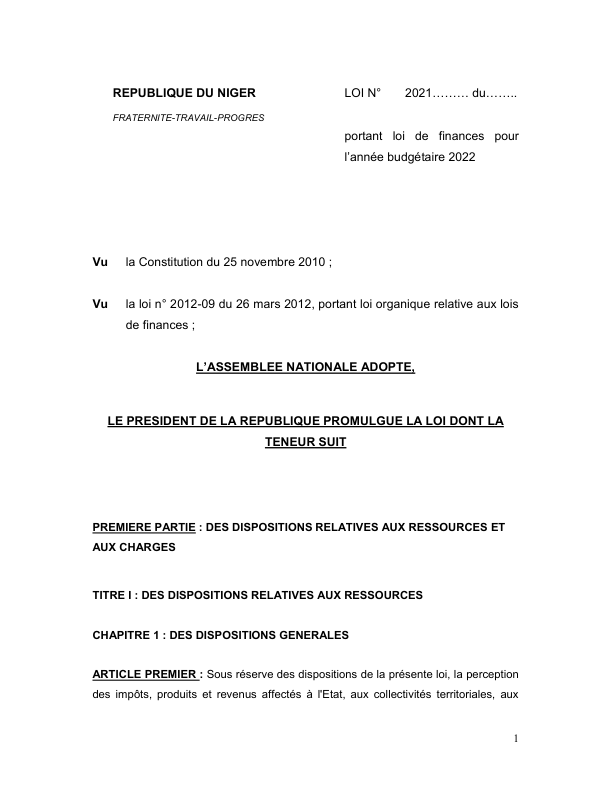 REPUBLIQUE DU NIGER
FRATERNITE-TRAVAIL-PROGRES
LOI N° 2021……… du……..
portant loi de finances pour
l’année budgétaire 2022
Vu la Constitution du 25 novembre 2010 ;
Vu la loi n° 2012-09 du 26 mars 2012, portant loi organique relative aux lois
de finances ;
L’ASSEMBLEE NATIONALE ADOPTE,
LE PRESIDENT DE LA REPUBLIQUE PROMULGUE LA LOI DONT LA
TENEUR SUIT
PREMIERE PARTIE : DES DISPOSITIONS RELATIVES AUX RESSOURCES ET
AUX CHARGES
TITRE I : DES DISPOSITIONS RELATIVES AUX RESSOURCES
CHAPITRE 1 : DES DISPOSITIONS GENERALES
ARTICLE PREMIER : Sous réserve des dispositions de la présente loi, la perception
des impôts, produits et revenus affectés à l'Etat, aux collectivités territoriales, aux
1